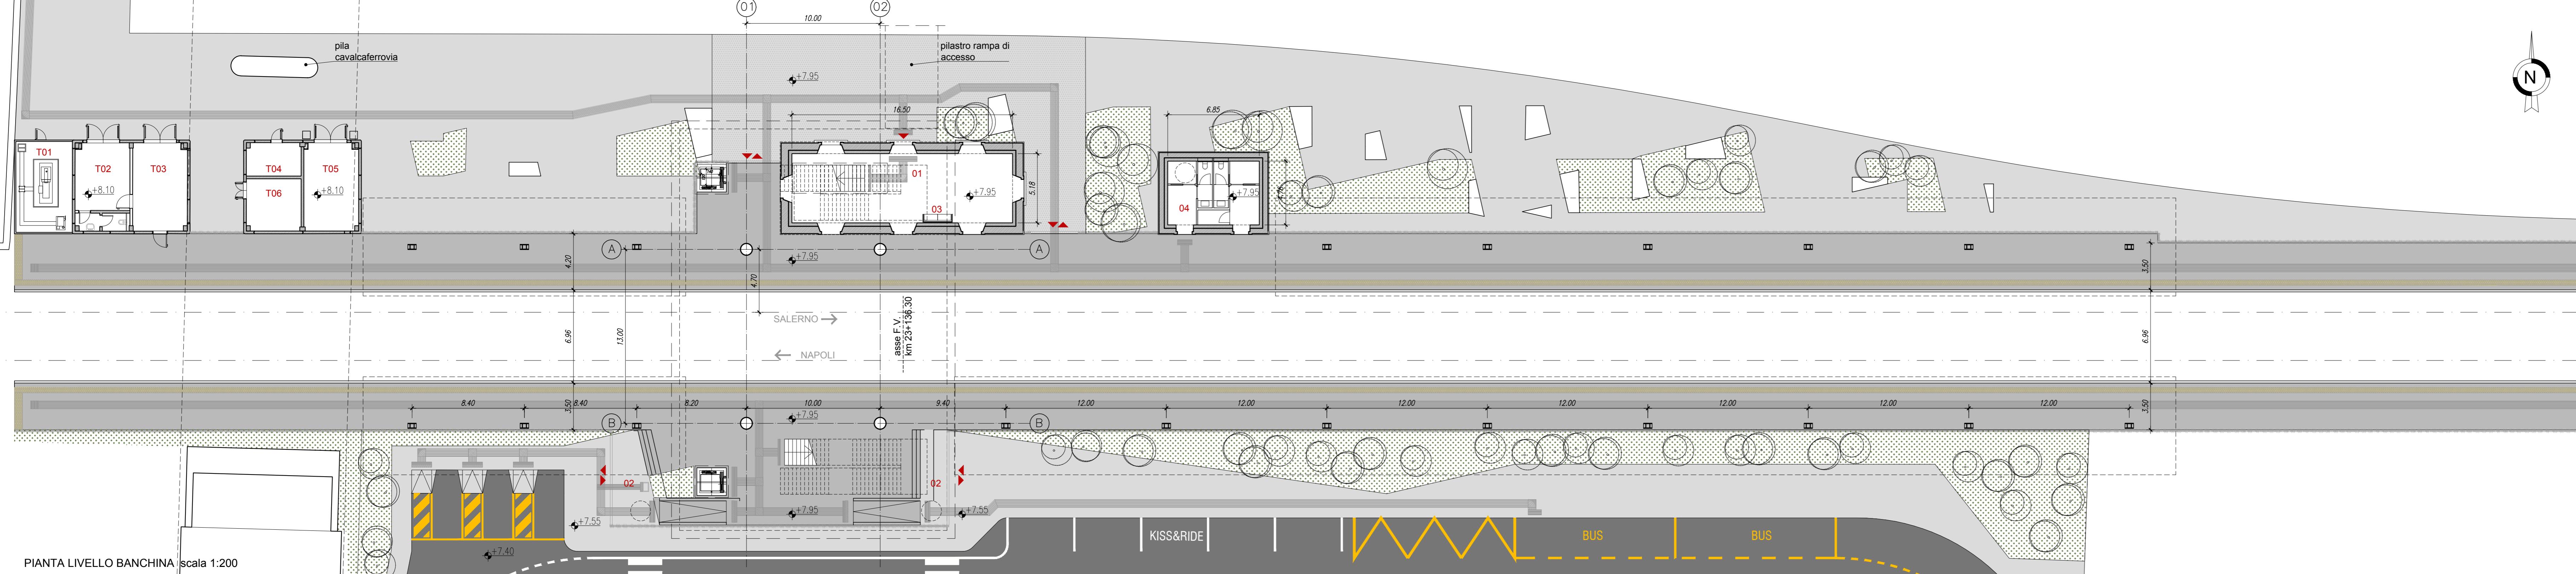 01
02
10.00
pila
cavalcaferrovia
pilastro rampa di
accesso
+7.95
N
16.50
6.85
T01
T02
T03
T04
T05
T06
+8.10
+8.10
01
5.18
+7.95
03
04
+7.95
A
A
4.20
+7.95
4.70
3.50
SALERNO
NAPOLI
asse F.V.
km 23+136.30
6.96
13.00
6.96
8.40
8.40
8.20
10.00
9.40
12.00
12.00
12.00
12.00
12.00
12.00
12.00
3.50
3.50
B
B
+7.95
02
02
+7.55
+7.95
+7.55
+7.40
KISS&RIDE
BUS
BUS
PIANTA LIVELLO BANCHINA scala 1:200